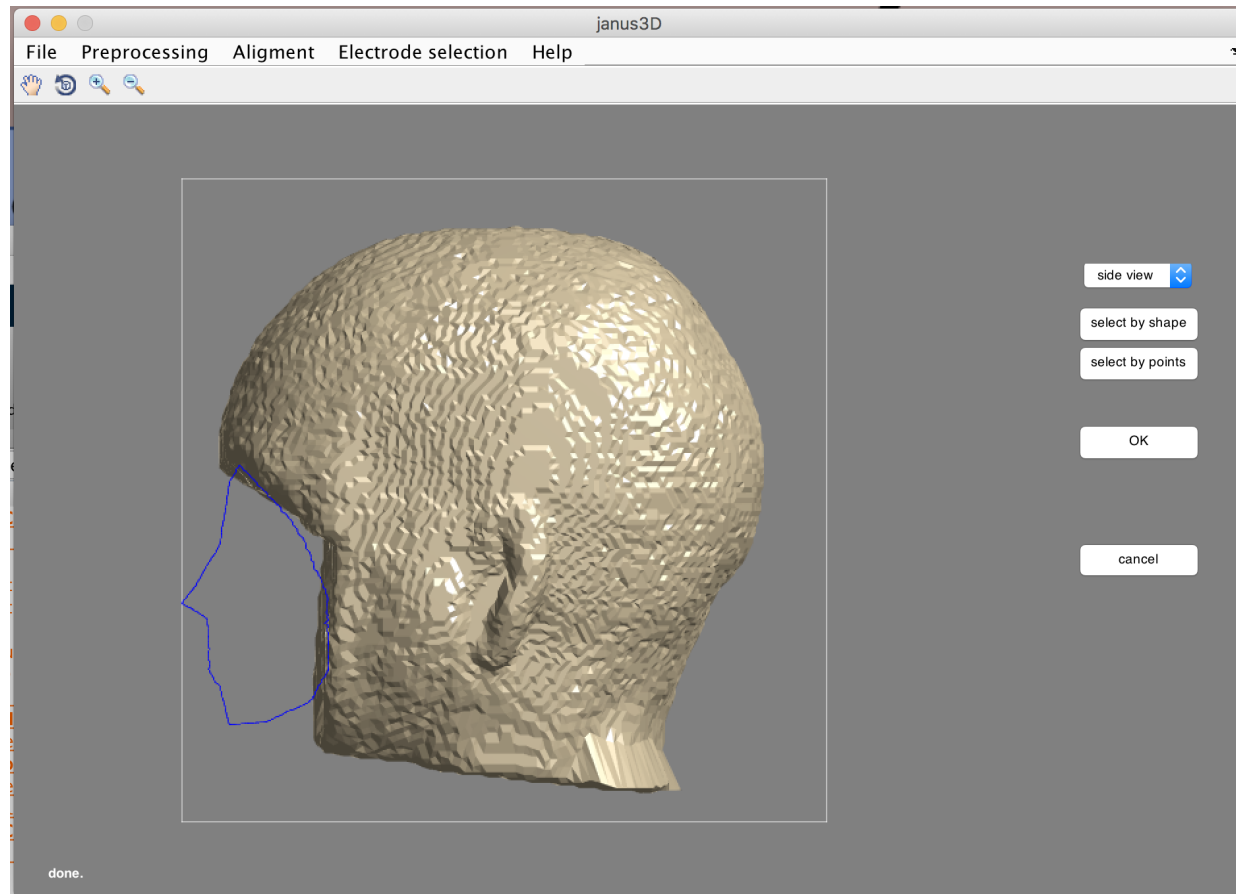 janus3D
File Preprocessing Aligment Electrode selection Help
side view
select by shape
select by points
OK
cancel
done.